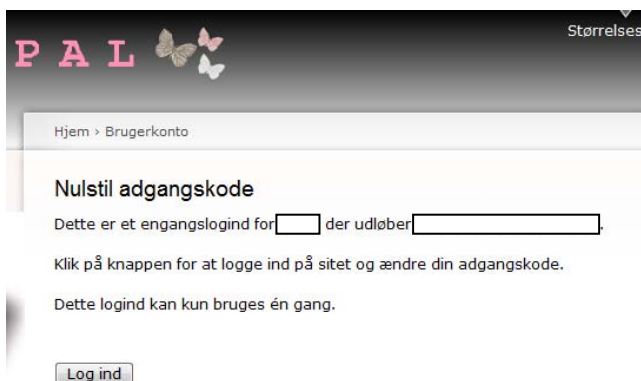 Størrelses
PAL
Hjem › Brugerkonto
Nulstil adgangskode
Dette er et engangslogind for der udløber .
Klik på knappen for at logge ind på sitet og ændre din adgangskode.
Dette logind kan kun bruges én gang.
Log ind